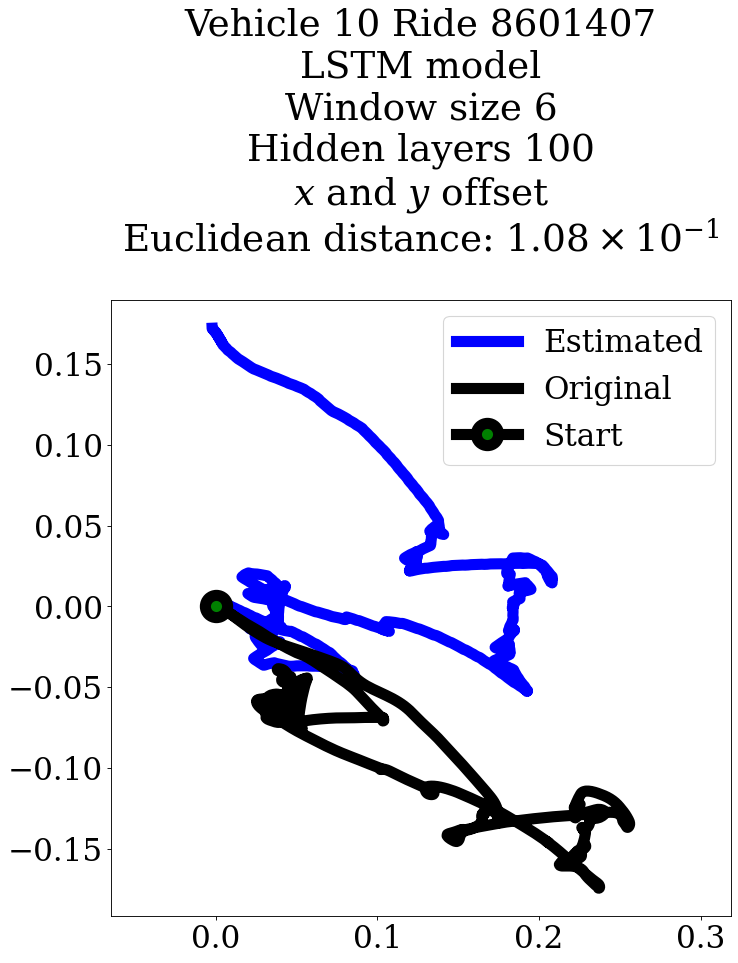 Vehicle 10 Ride 8601407
LSTM model
Window size 6
Hidden layers 100
x and y offset
Euclidean distance: 1.08 × 10⁻¹
Estimated
Original
Start
0.15
0.10
0.05
0.00
−0.05
−0.10
−0.15
0.0 0.1 0.2 0.3